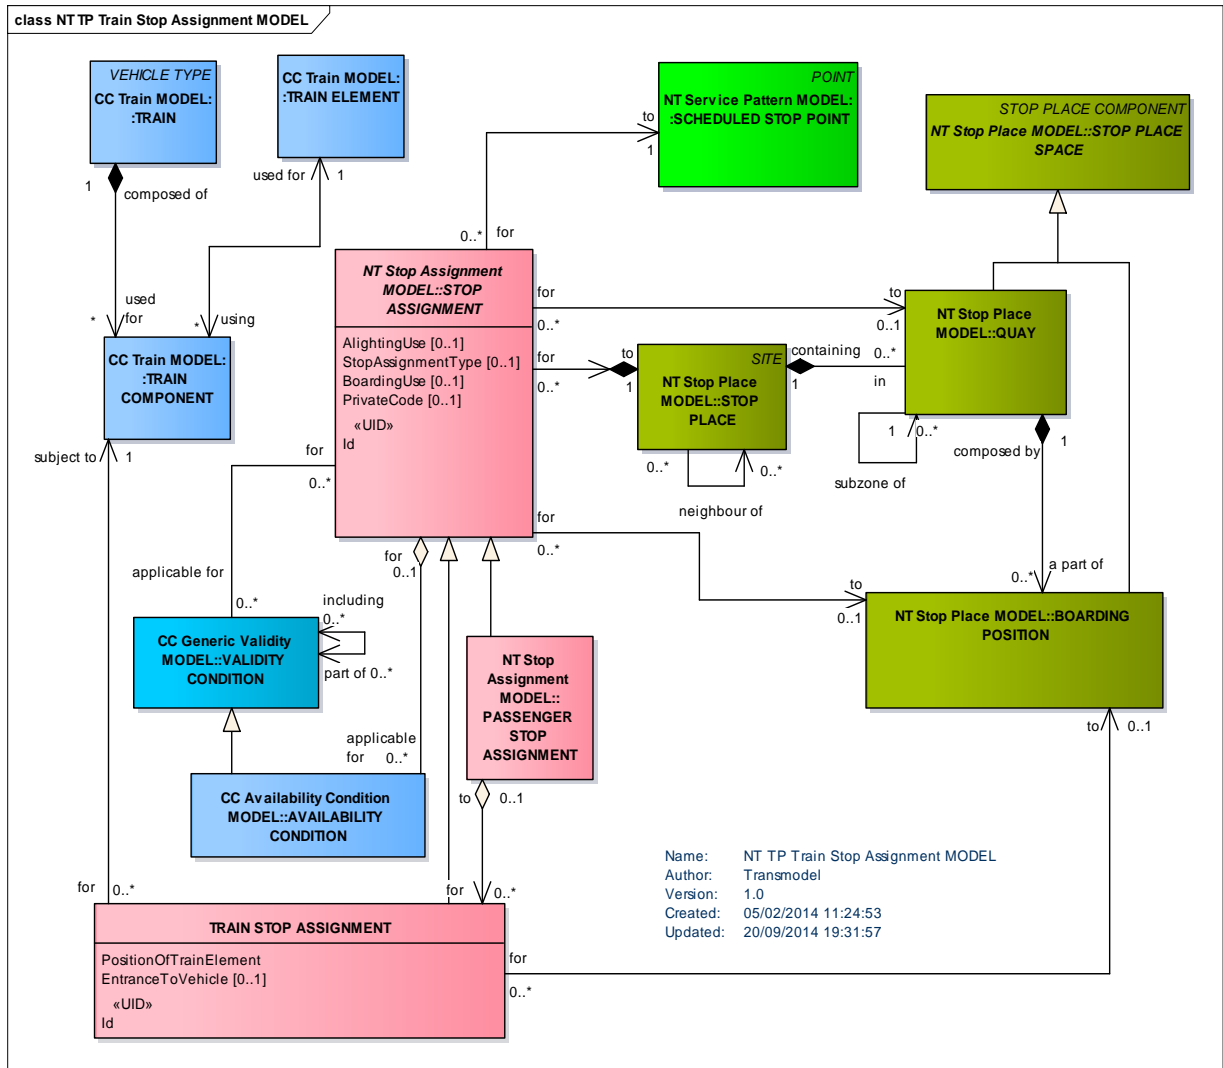 class NT TP Train Stop Assignment MODEL
VEHICLE TYPE
CC Train MODEL:
:TRAIN
CC Train MODEL:
:TRAIN ELEMENT
POINT
NT Service Pattern MODEL:
:SCHEDULED STOP POINT
STOP PLACE COMPONENT
NT Stop Place MODEL::STOP PLACE
SPACE
to
1
1
composed of
used for
1
0..*
for
NT Stop Assignment
MODEL::STOP
ASSIGNMENT
AlightingUse [0..1]
StopAssignmentType [0..1]
BoardingUse [0..1]
PrivateCode [0..1]
«UID»
Id
used
for
*
*
using
CC Train MODEL:
:TRAIN
COMPONENT
for
0..*
to
0..1
NT Stop Place
MODEL::QUAY
for
0..*
to
1
SITE
NT Stop Place
MODEL::STOP
PLACE
containing
1
0..*
in
0..*
0..*
neighbour of
1
0..*
subzone of
composed by
1
subject to
1
for
0..*
applicable for
0..*
for
0..1
for
0..*
to
0..1
0..*
a part of
NT Stop Place MODEL::BOARDING
POSITION
including
0..*
part of 0..*
CC Generic Validity
MODEL::VALIDITY
CONDITION
NT Stop
Assignment
MODEL::
PASSENGER
STOP
ASSIGNMENT
applicable
for
0..*
CC Availability Condition
MODEL::AVAILABILITY
CONDITION
to
0..1
to
0..1
Name: NT TP Train Stop Assignment MODEL
Author: Transmodel
Version: 1.0
Created: 05/02/2014 11:24:53
Updated: 20/09/2014 19:31:57
for
0..*
for
0..*
TRAIN STOP ASSIGNMENT
PositionOfTrainElement
EntranceToVehicle [0..1]
«UID»
Id
for
0..*